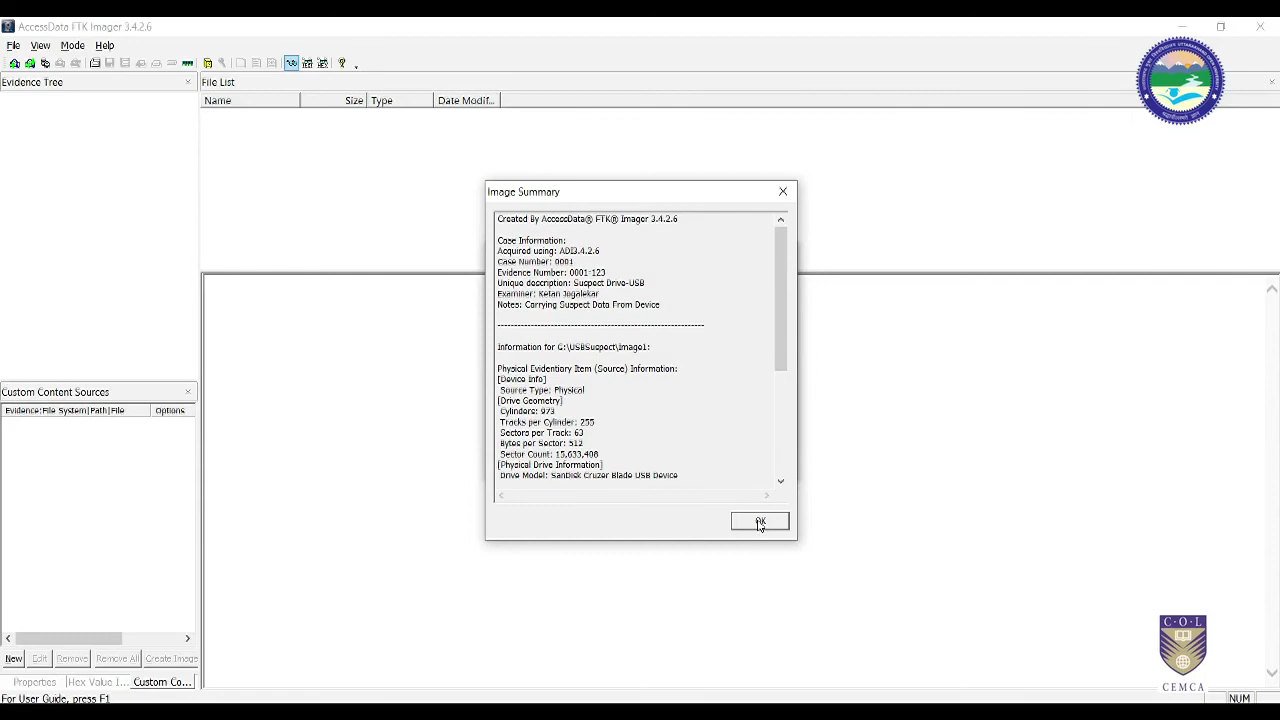 AccessData FTK Imager 3.4.2.6
File View Mode Help
Evidence Tree
File List
Name Size Type Date Modif...
Image Summary
Created By AccessData® FTK® Imager 3.4.2.6
Case Information:
Acquired using: ADI3.4.2.6
Case Number: 0001
Evidence Number: 0001-123
Unique description: Suspect Drive-USB
Examiner: Ketan Jogalekar
Notes: Carrying Suspect Data From Device
--------------------------------------------------------------
Information for G:\USBSuspect\Image1:
Physical Evidentiary Item (Source) Information:
[Device Info]
Source Type: Physical
[Drive Geometry]
Cylinders: 973
Tracks per Cylinder: 255
Sectors per Track: 63
Bytes per Sector: 512
Sector Count: 15,633,408
[Physical Drive Information]
Drive Model: SanDisk Cruzer Blade USB Device
OK
Custom Content Sources
Evidence:File System|Path|File Options
New Edit Remove Remove All Create Image
Properties Hex Value I... Custom Co...
For User Guide, press F1
NUM
C·O·L
CEMCA